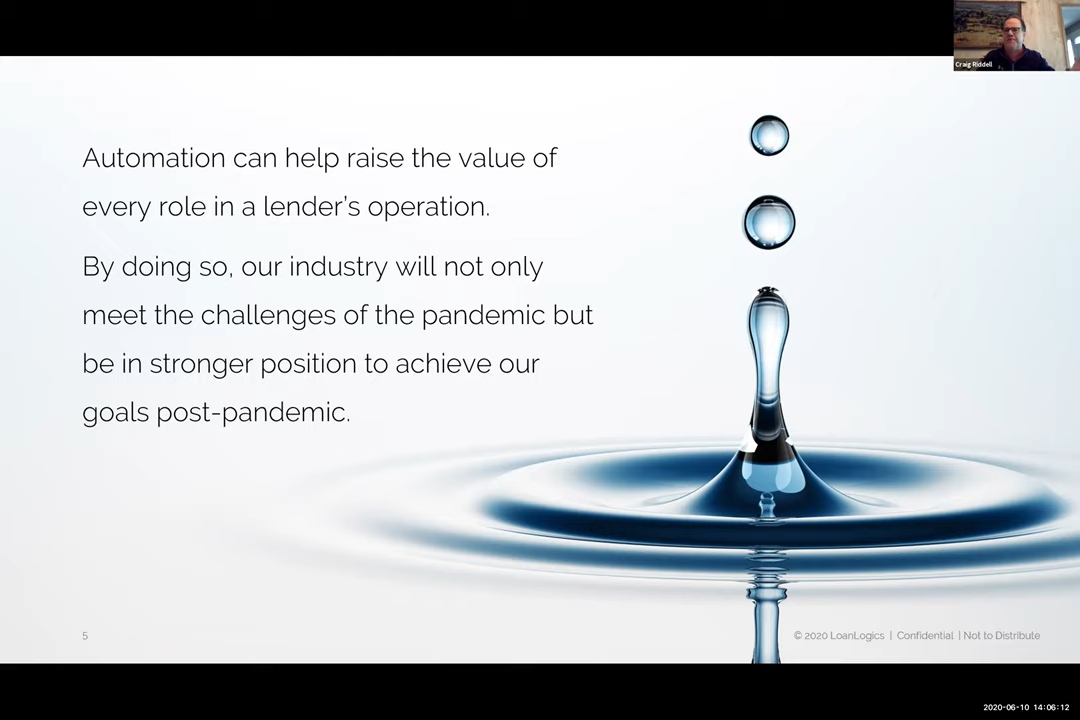 Craig Riddell
Automation can help raise the value of
every role in a lender's operation.
By doing so, our industry will not only
meet the challenges of the pandemic but
be in stronger position to achieve our
goals post-pandemic.
5
© 2020 LoanLogics | Confidential | Not to Distribute
2020-06-10 14:06:12